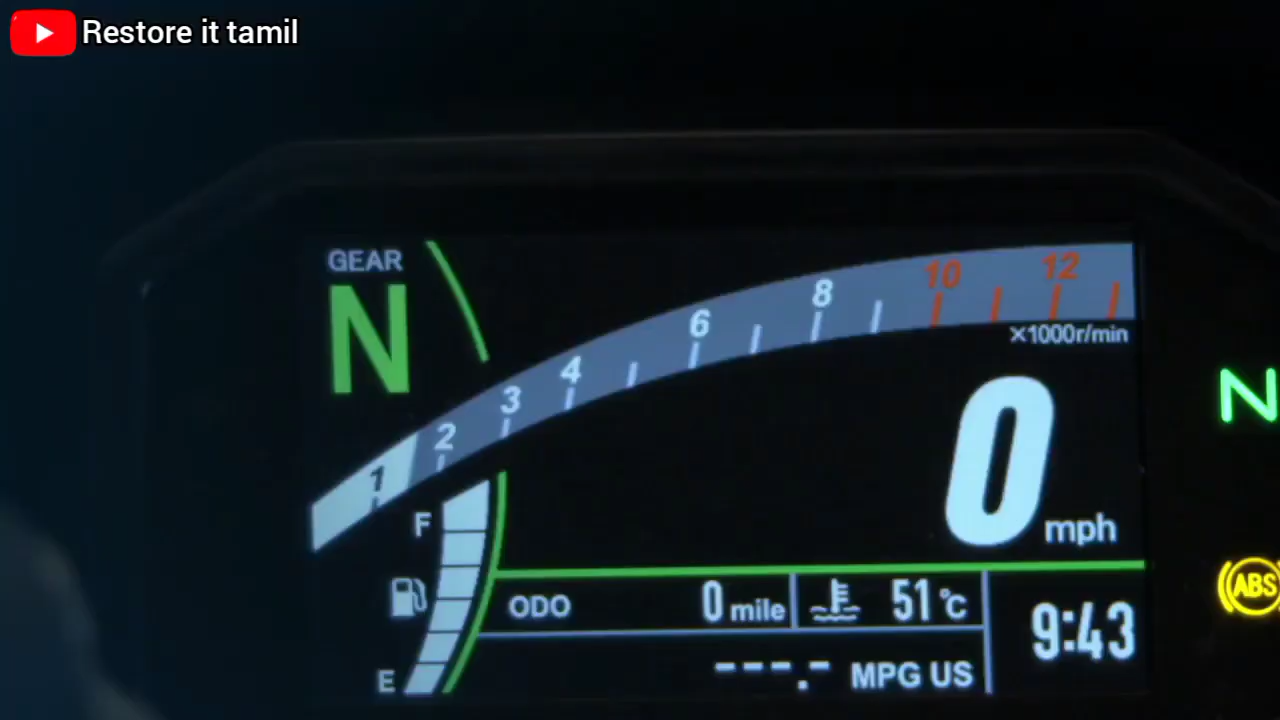 Restore it tamil
GEAR
N
1 2 3 4 6 8 10 12
×1000r/min
0 mph
N
F
E
ODO 0 mile 51 °C
9:43
---.- MPG US
ABS